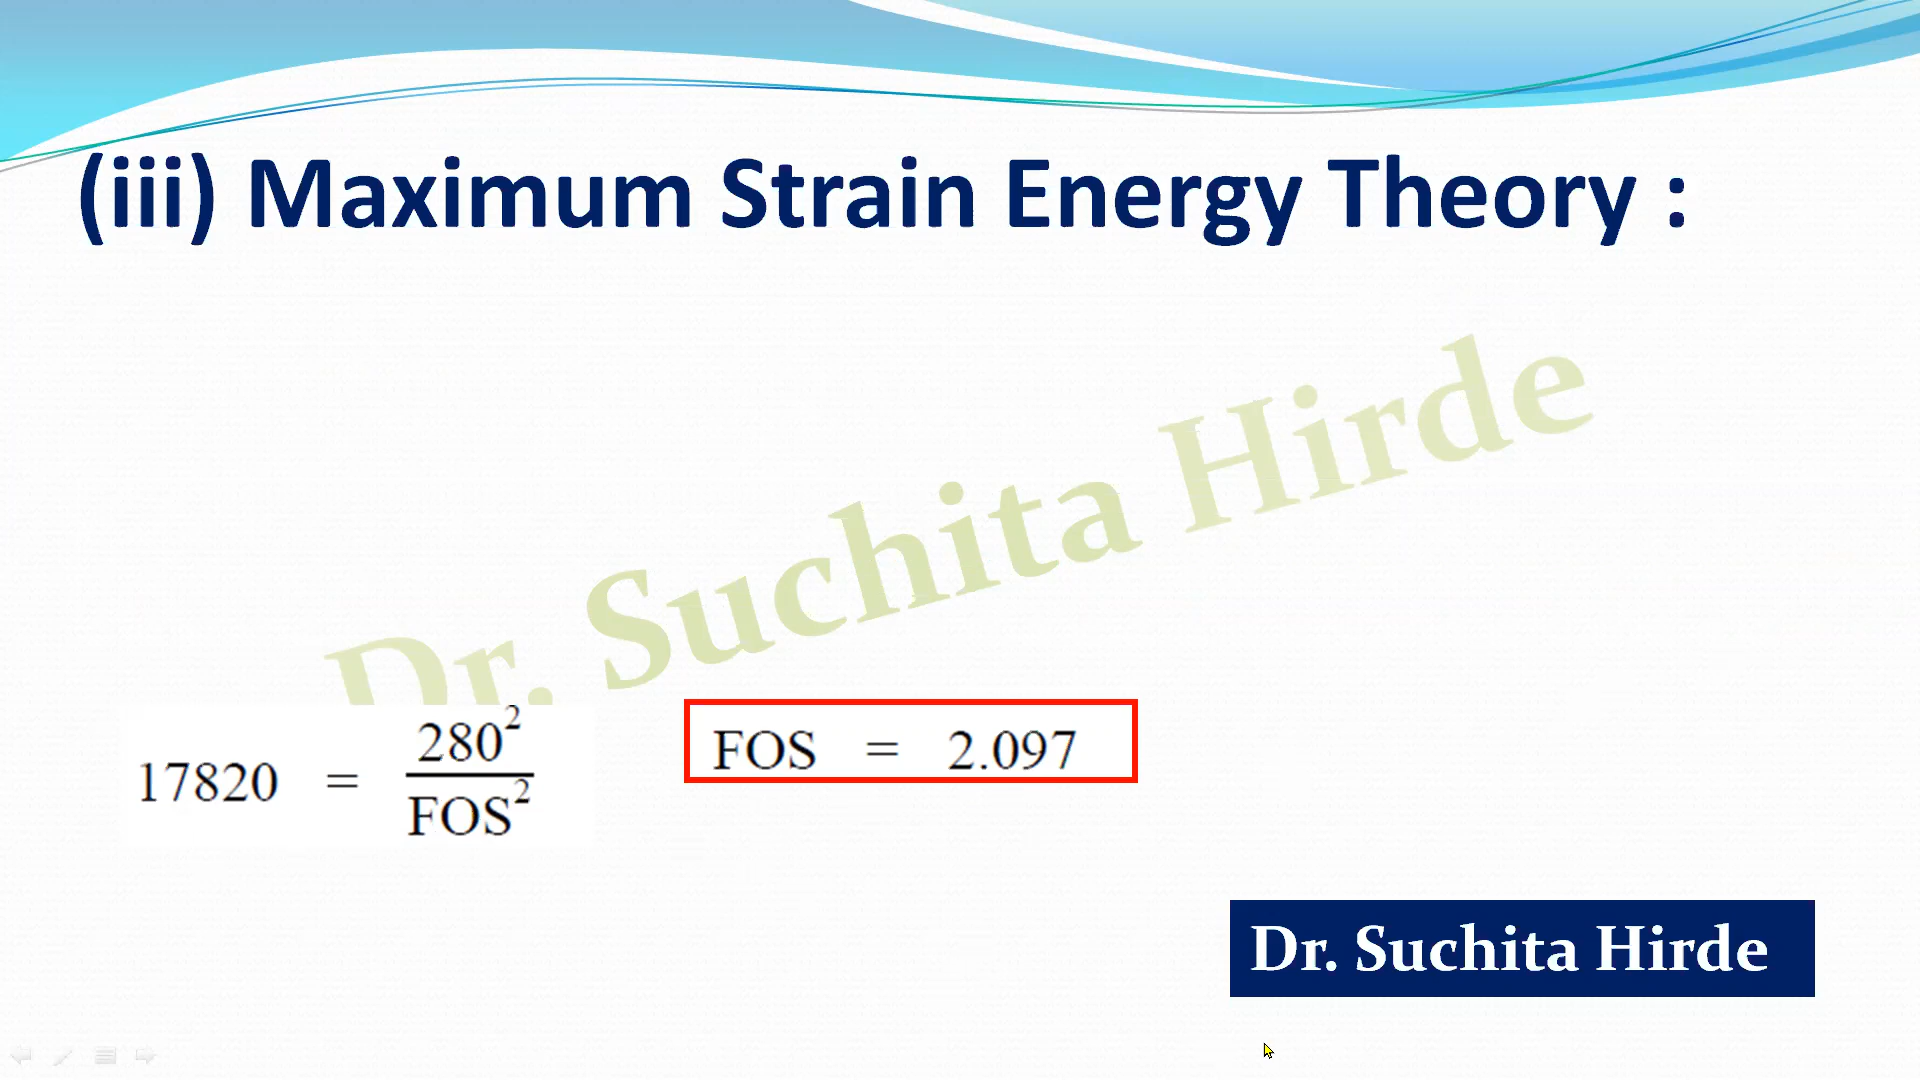 (iii) Maximum Strain Energy Theory :
Dr. Suchita Hirde
17820 = 280² / FOS²
FOS = 2.097
Dr. Suchita Hirde